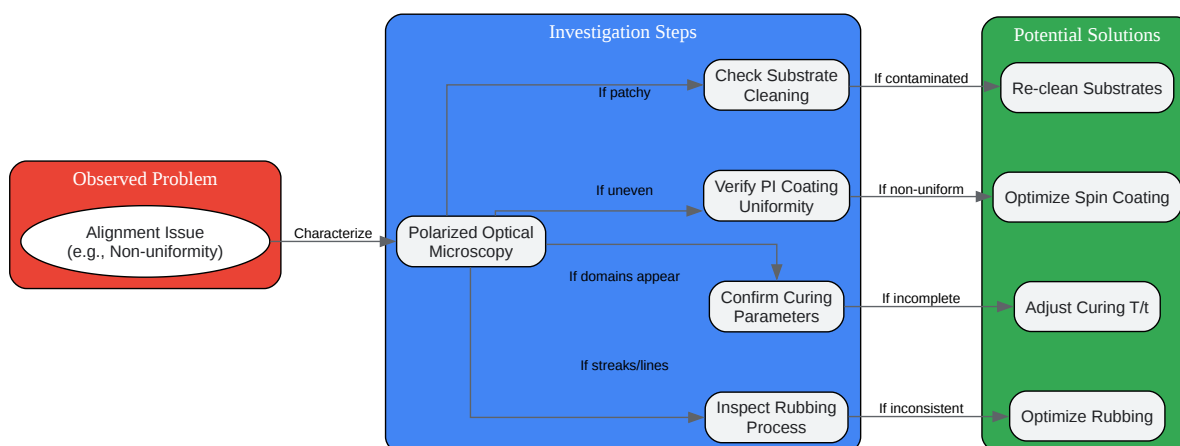 Observed Problem
Alignment Issue
(e.g., Non-uniformity)
Characterize
Investigation Steps
Polarized Optical
Microscopy
If patchy
Check Substrate
Cleaning
If uneven
Verify PI Coating
Uniformity
If domains appear
Confirm Curing
Parameters
If streaks/lines
Inspect Rubbing
Process
If contaminated
If non-uniform
If incomplete
If inconsistent
Potential Solutions
Re-clean Substrates
Optimize Spin Coating
Adjust Curing T/t
Optimize Rubbing